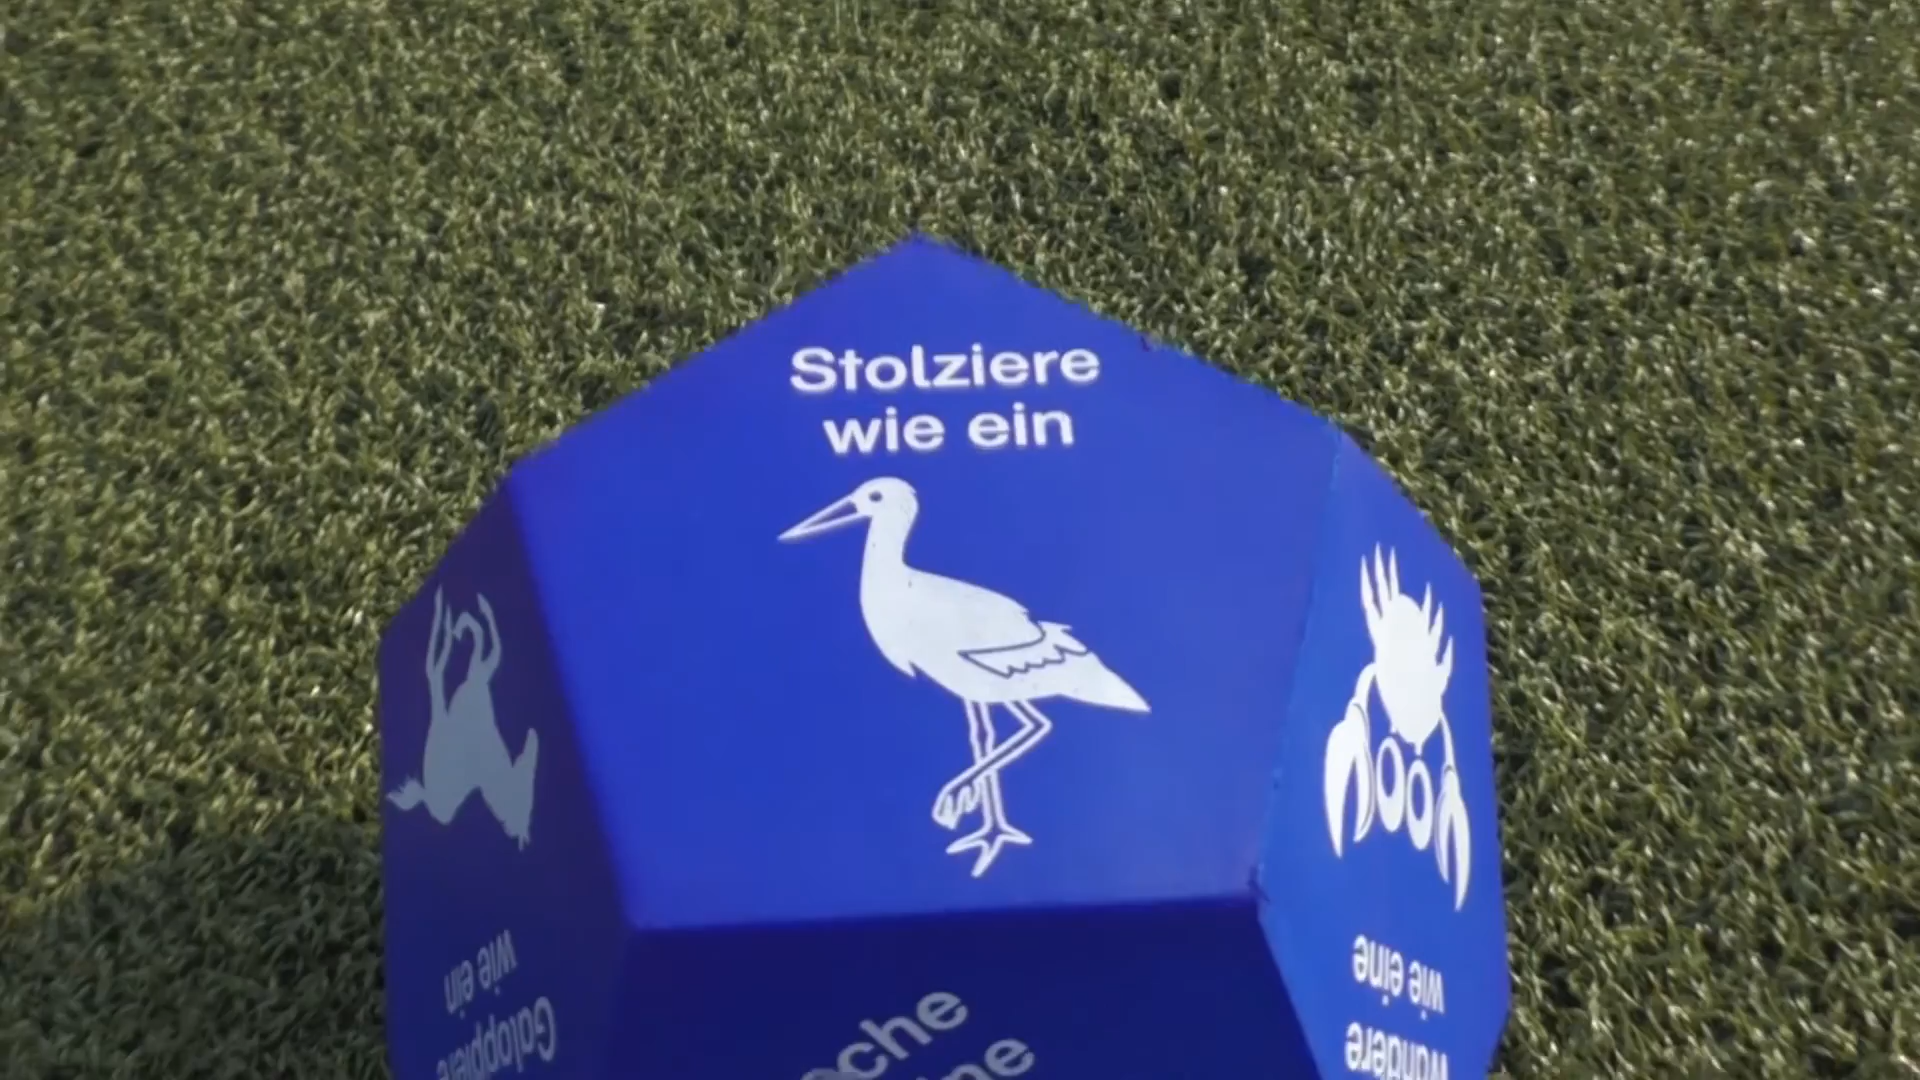 Stolziere
wie ein
wie ein
Galoppiere
wie eine
Wandere